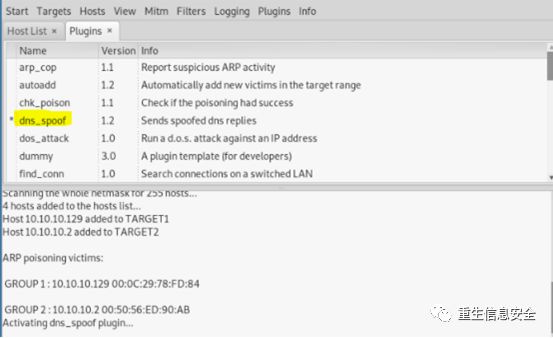 Start Targets Hosts View Mitm Filters Logging Plugins Info
Host List × Plugins ×
Name Version Info
arp_cop 1.1 Report suspicious ARP activity
autoadd 1.2 Automatically add new victims in the target range
chk_poison 1.1 Check if the poisoning had success
* dns_spoof 1.2 Sends spoofed dns replies
dos_attack 1.0 Run a d.o.s. attack against an IP address
dummy 3.0 A plugin template (for developers)
find_conn 1.0 Search connections on a switched LAN
Scanning the whole netmask for 255 hosts...
4 hosts added to the hosts list...
Host 10.10.10.129 added to TARGET1
Host 10.10.10.2 added to TARGET2
ARP poisoning victims:
GROUP 1 : 10.10.10.129 00:0C:29:78:FD:84
GROUP 2 : 10.10.10.2 00:50:56:ED:90:AB
Activating dns_spoof plugin...
重生信息安全